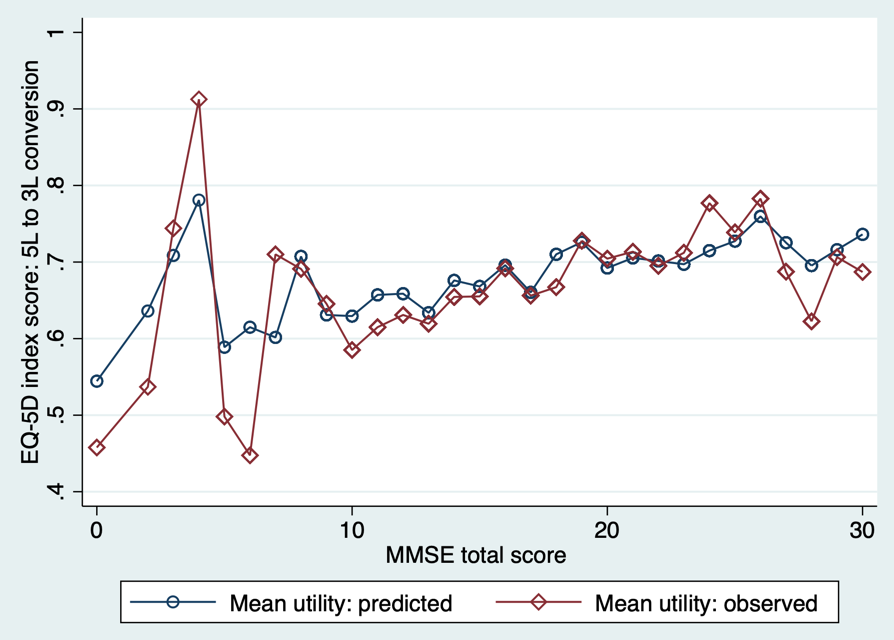 EQ-5D index score: 5L to 3L conversion
1
.9
.8
.7
.6
.5
.4
0 10 20 30
MMSE total score
Mean utility: predicted Mean utility: observed